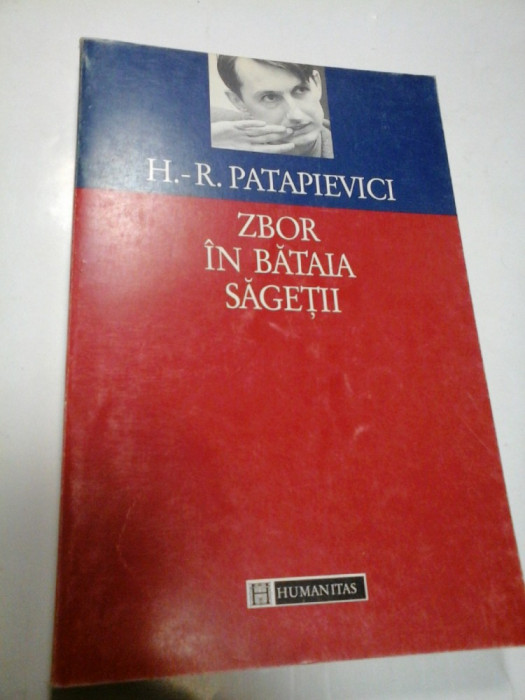 H.-R. PATAPIEVICI
ZBOR
ÎN BĂTAIA
SĂGEȚII
H HUMANITAS